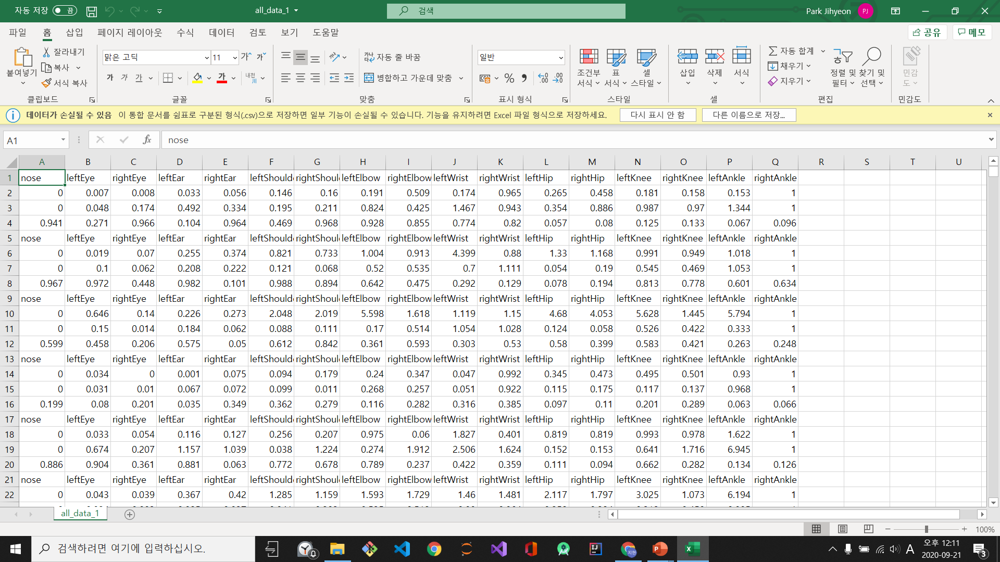 자동 저장 끔 all_data_1 검색 Park Jihyeon PJ
파일 홈 삽입 페이지 레이아웃 수식 데이터 검토 보기 도움말 공유 메모
붙여넣기 잘라내기 복사 서식 복사 클립보드
맑은 고딕 11 가 가 가 가 가 가 내천 글꼴
가나 자동 줄 바꿈 병합하고 가운데 맞춤 맞춤
일반 % 표시 형식
조건부 서식 표 서식 셀 스타일 스타일
삽입 삭제 서식 셀
자동 합계 채우기 지우기 정렬 및 필터 찾기 및 선택 편집
민감도 민감도
데이터가 손실될 수 있음 이 통합 문서를 쉼표로 구분된 형식(.csv)으로 저장하면 일부 기능이 손실될 수 있습니다. 기능을 유지하려면 Excel 파일 형식으로 저장하세요. 다시 표시 안 함 다른 이름으로 저장...
A1 fx nose
A B C D E F G H I J K L M N O P Q R S T U
1 nose leftEye rightEye leftEar rightEar leftShoulde rightShoul leftElbow rightElbow leftWrist rightWrist leftHip rightHip leftKnee rightKnee leftAnkle rightAnkle
2 0 0.007 0.008 0.033 0.056 0.146 0.16 0.191 0.509 0.174 0.965 0.265 0.458 0.181 0.158 0.153 1
3 0 0.048 0.174 0.492 0.334 0.195 0.211 0.824 0.425 1.467 0.943 0.354 0.886 0.987 0.97 1.344 1
4 0.941 0.271 0.966 0.104 0.964 0.469 0.968 0.928 0.855 0.774 0.82 0.057 0.08 0.125 0.133 0.067 0.096
5 nose leftEye rightEye leftEar rightEar leftShoulde rightShoul leftElbow rightElbow leftWrist rightWrist leftHip rightHip leftKnee rightKnee leftAnkle rightAnkle
6 0 0.019 0.07 0.255 0.374 0.821 0.733 1.004 0.913 4.399 0.88 1.33 1.168 0.991 0.949 1.018 1
7 0 0.1 0.062 0.208 0.222 0.121 0.068 0.52 0.535 0.7 1.111 0.054 0.19 0.545 0.469 1.053 1
8 0.967 0.972 0.448 0.982 0.101 0.988 0.894 0.642 0.475 0.292 0.129 0.078 0.194 0.813 0.778 0.601 0.634
9 nose leftEye rightEye leftEar rightEar leftShoulde rightShoul leftElbow rightElbow leftWrist rightWrist leftHip rightHip leftKnee rightKnee leftAnkle rightAnkle
10 0 0.646 0.14 0.226 0.273 2.048 2.019 5.598 1.618 1.119 1.15 4.68 4.053 5.628 1.445 5.794 1
11 0 0.15 0.014 0.184 0.062 0.088 0.111 0.17 0.514 1.054 1.028 0.124 0.058 0.526 0.422 0.333 1
12 0.599 0.458 0.206 0.575 0.05 0.612 0.842 0.361 0.593 0.303 0.53 0.58 0.399 0.583 0.421 0.263 0.248
13 nose leftEye rightEye leftEar rightEar leftShoulde rightShoul leftElbow rightElbow leftWrist rightWrist leftHip rightHip leftKnee rightKnee leftAnkle rightAnkle
14 0 0.034 0 0.001 0.075 0.094 0.179 0.24 0.347 0.047 0.992 0.345 0.473 0.495 0.501 0.93 1
15 0 0.031 0.01 0.067 0.072 0.099 0.011 0.268 0.257 0.051 0.922 0.115 0.175 0.117 0.137 0.968 1
16 0.199 0.08 0.201 0.035 0.349 0.362 0.279 0.116 0.282 0.316 0.385 0.097 0.11 0.201 0.289 0.063 0.066
17 nose leftEye rightEye leftEar rightEar leftShoulde rightShoul leftElbow rightElbow leftWrist rightWrist leftHip rightHip leftKnee rightKnee leftAnkle rightAnkle
18 0 0.033 0.054 0.116 0.127 0.256 0.207 0.975 0.06 1.827 0.401 0.819 0.819 0.993 0.978 1.622 1
19 0 0.674 0.207 1.157 1.039 0.038 1.224 0.274 1.912 2.506 1.624 0.152 0.153 0.641 1.716 6.945 1
20 0.886 0.904 0.361 0.881 0.063 0.772 0.678 0.789 0.237 0.422 0.359 0.111 0.094 0.662 0.282 0.134 0.126
21 nose leftEye rightEye leftEar rightEar leftShoulde rightShoul leftElbow rightElbow leftWrist rightWrist leftHip rightHip leftKnee rightKnee leftAnkle rightAnkle
22 0 0.043 0.039 0.367 0.42 1.285 1.159 1.593 1.729 1.46 1.481 2.117 1.797 3.025 1.073 6.194 1
all_data_1
100%
검색하려면 여기에 입력하십시오. A 오후 12:11
2020-09-21 3